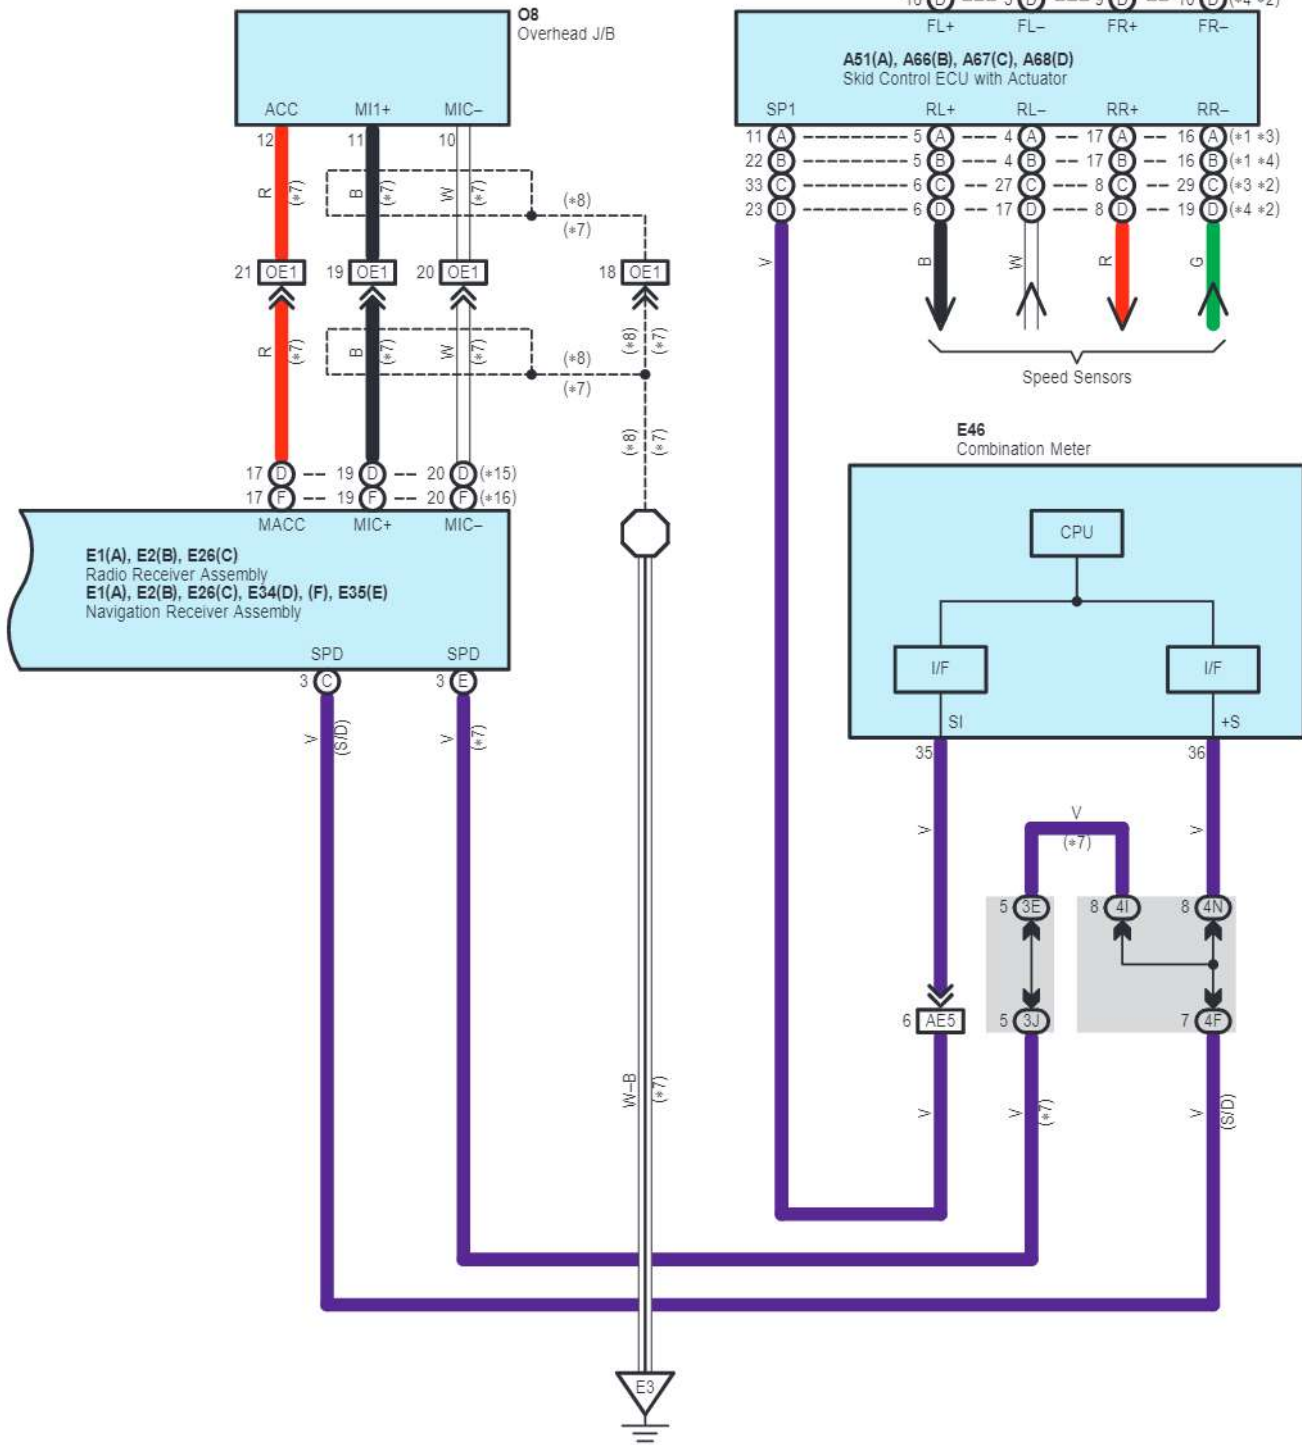 O8
Overhead J/B
ACC MI1+ MIC–
12 11 10
R (*7) B (*7) W (*7)
(*8)
(*7)
21 OE1 19 OE1 20 OE1 18 OE1
R (*7) B (*7) W (*7)
(*8) (*7)
(*8)
(*7)
(*8) (*7)
17 D 19 D 20 D (*15)
17 F 19 F 20 F (*16)
MACC MIC+ MIC–
E1(A), E2(B), E26(C)
Radio Receiver Assembly
E1(A), E2(B), E26(C), E34(D), (F), E35(E)
Navigation Receiver Assembly
SPD SPD
3 C 3 E
V (S/D) V (*7)
W–B (*7)
E3
FL+ FL– FR+ FR–
A51(A), A66(B), A67(C), A68(D)
Skid Control ECU with Actuator
SP1 RL+ RL– RR+ RR–
11 A 5 A 4 A 17 A 16 A (*1 *3)
22 B 5 B 4 B 17 B 16 B (*1 *4)
33 C 6 C 27 C 8 C 29 C (*3 *2)
23 D 6 D 17 D 8 D 19 D (*4 *2)
V B W R G
Speed Sensors
E46
Combination Meter
CPU
I/F I/F
SI +S
35 36
V
(*7)
V V
5 3E 8 4I 8 4N
6 AE5 5 3J 7 4F
V V (*7) V (S/D)